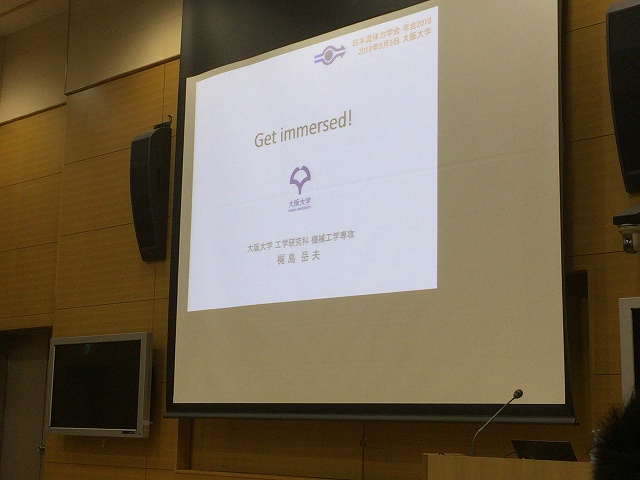 日本流体力学会 年会2018
2018年9月5日 大阪大学
Get immersed!
大阪大学
大阪大学 工学研究科 機械工学専攻
梶島 岳夫